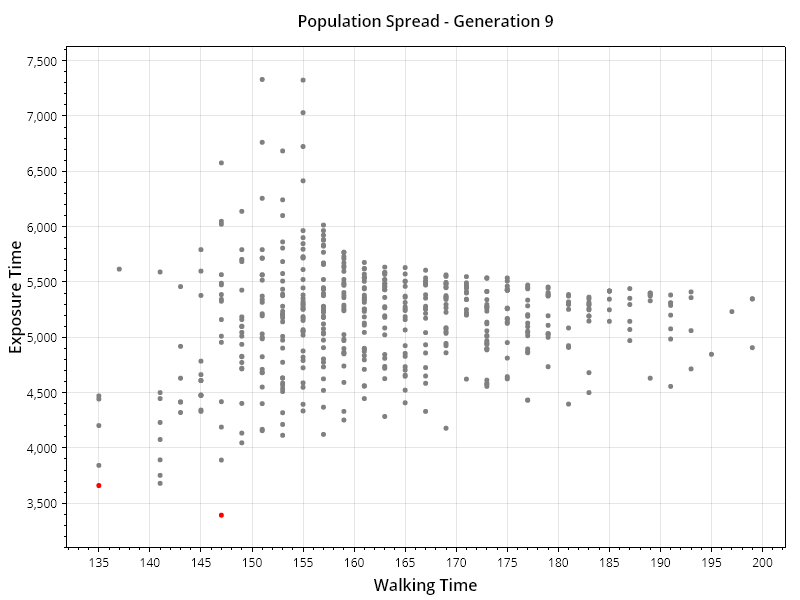 Population Spread - Generation 9
7,500
7,000
6,500
6,000
5,500
5,000
4,500
4,000
3,500
Exposure Time
135 140 145 150 155 160 165 170 175 180 185 190 195 200
Walking Time